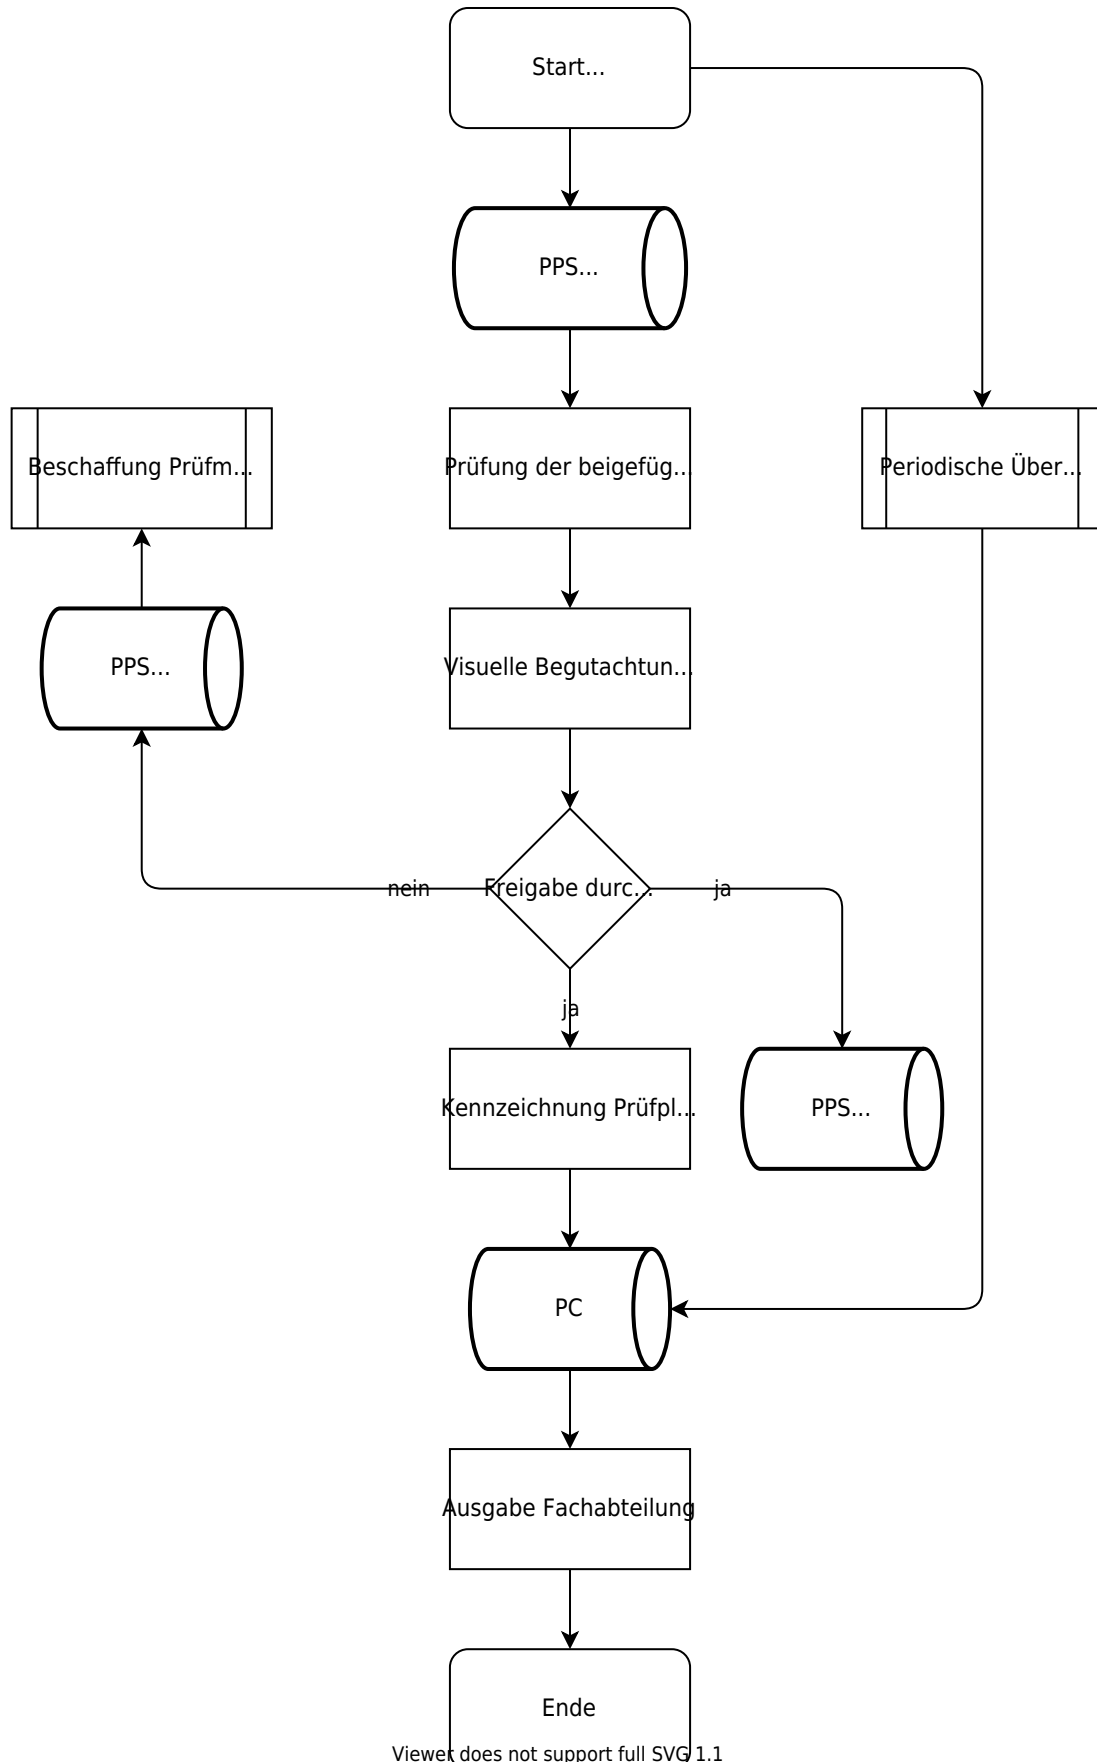 Start...
PPS...
Beschaffung Prüfm...
Prüfung der beigefüg...
Periodische Über...
PPS...
Visuelle Begutachtun...
nein
Freigabe durc...
ja
ja
Kennzeichnung Prüfpl...
PPS...
PC
Ausgabe Fachabteilung
Ende
Viewer does not support full SVG 1.1